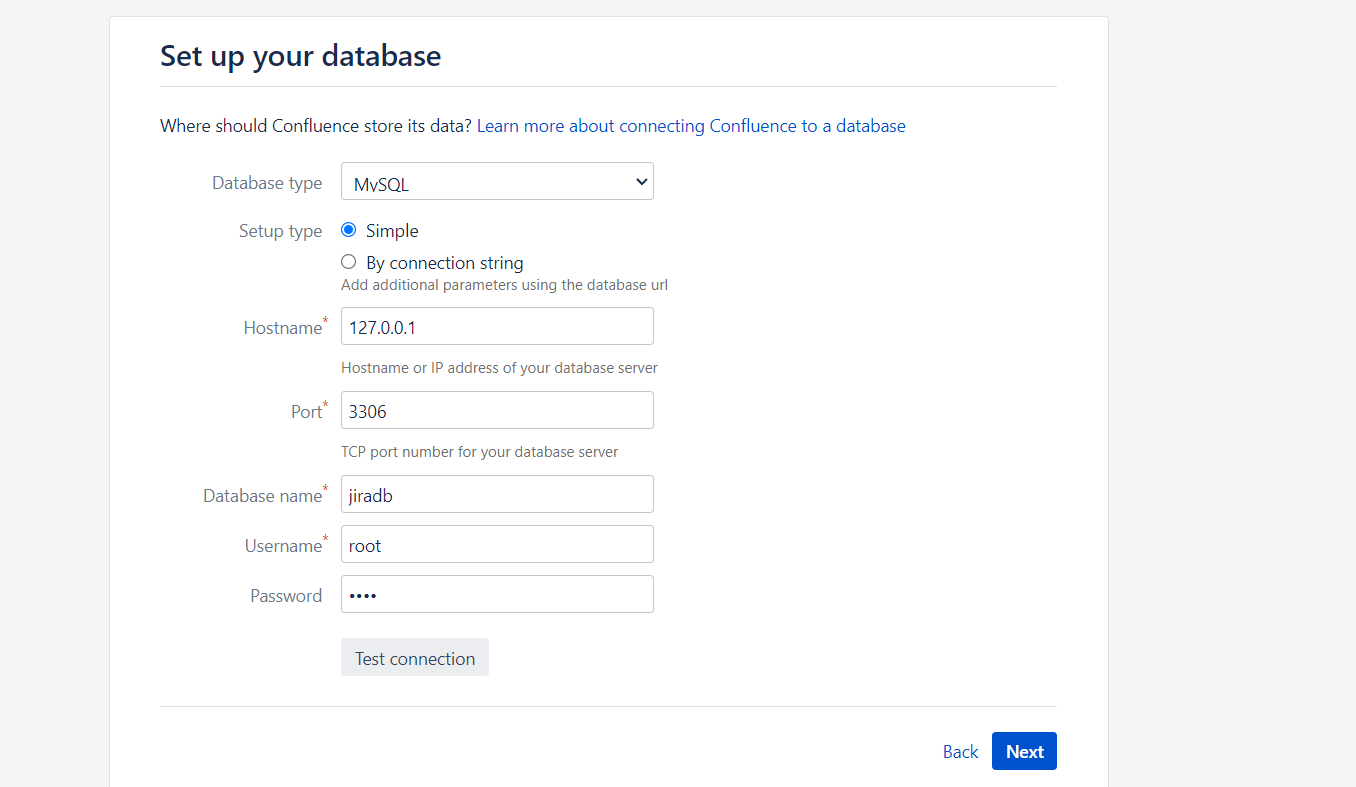 Set up your database
Where should Confluence store its data? Learn more about connecting Confluence to a database
Database type MySQL
Setup type Simple
By connection string
Add additional parameters using the database url
Hostname* 127.0.0.1
Hostname or IP address of your database server
Port* 3306
TCP port number for your database server
Database name* jiradb
Username* root
Password ••••
Test connection
Back Next